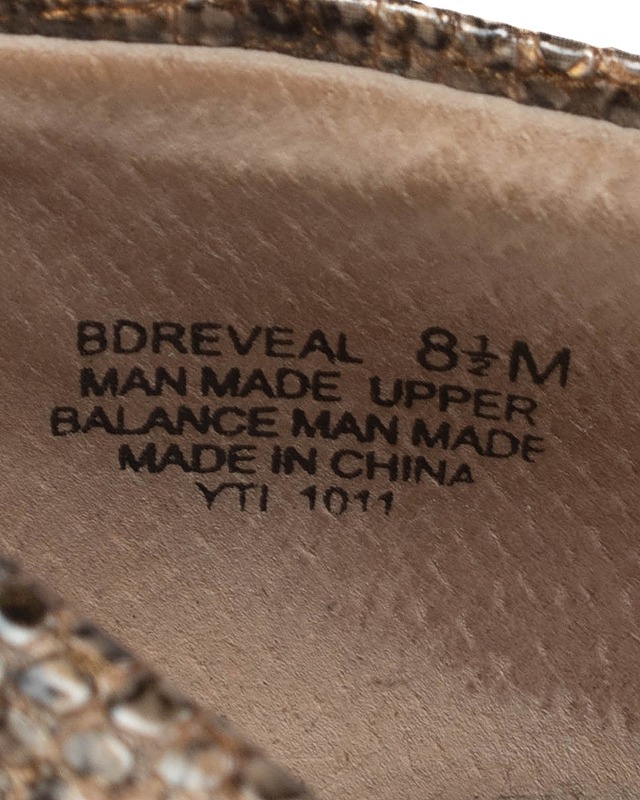 BDREVEAL 8½M
MAN MADE UPPER
BALANCE MAN MADE
MADE IN CHINA
YTI 1011